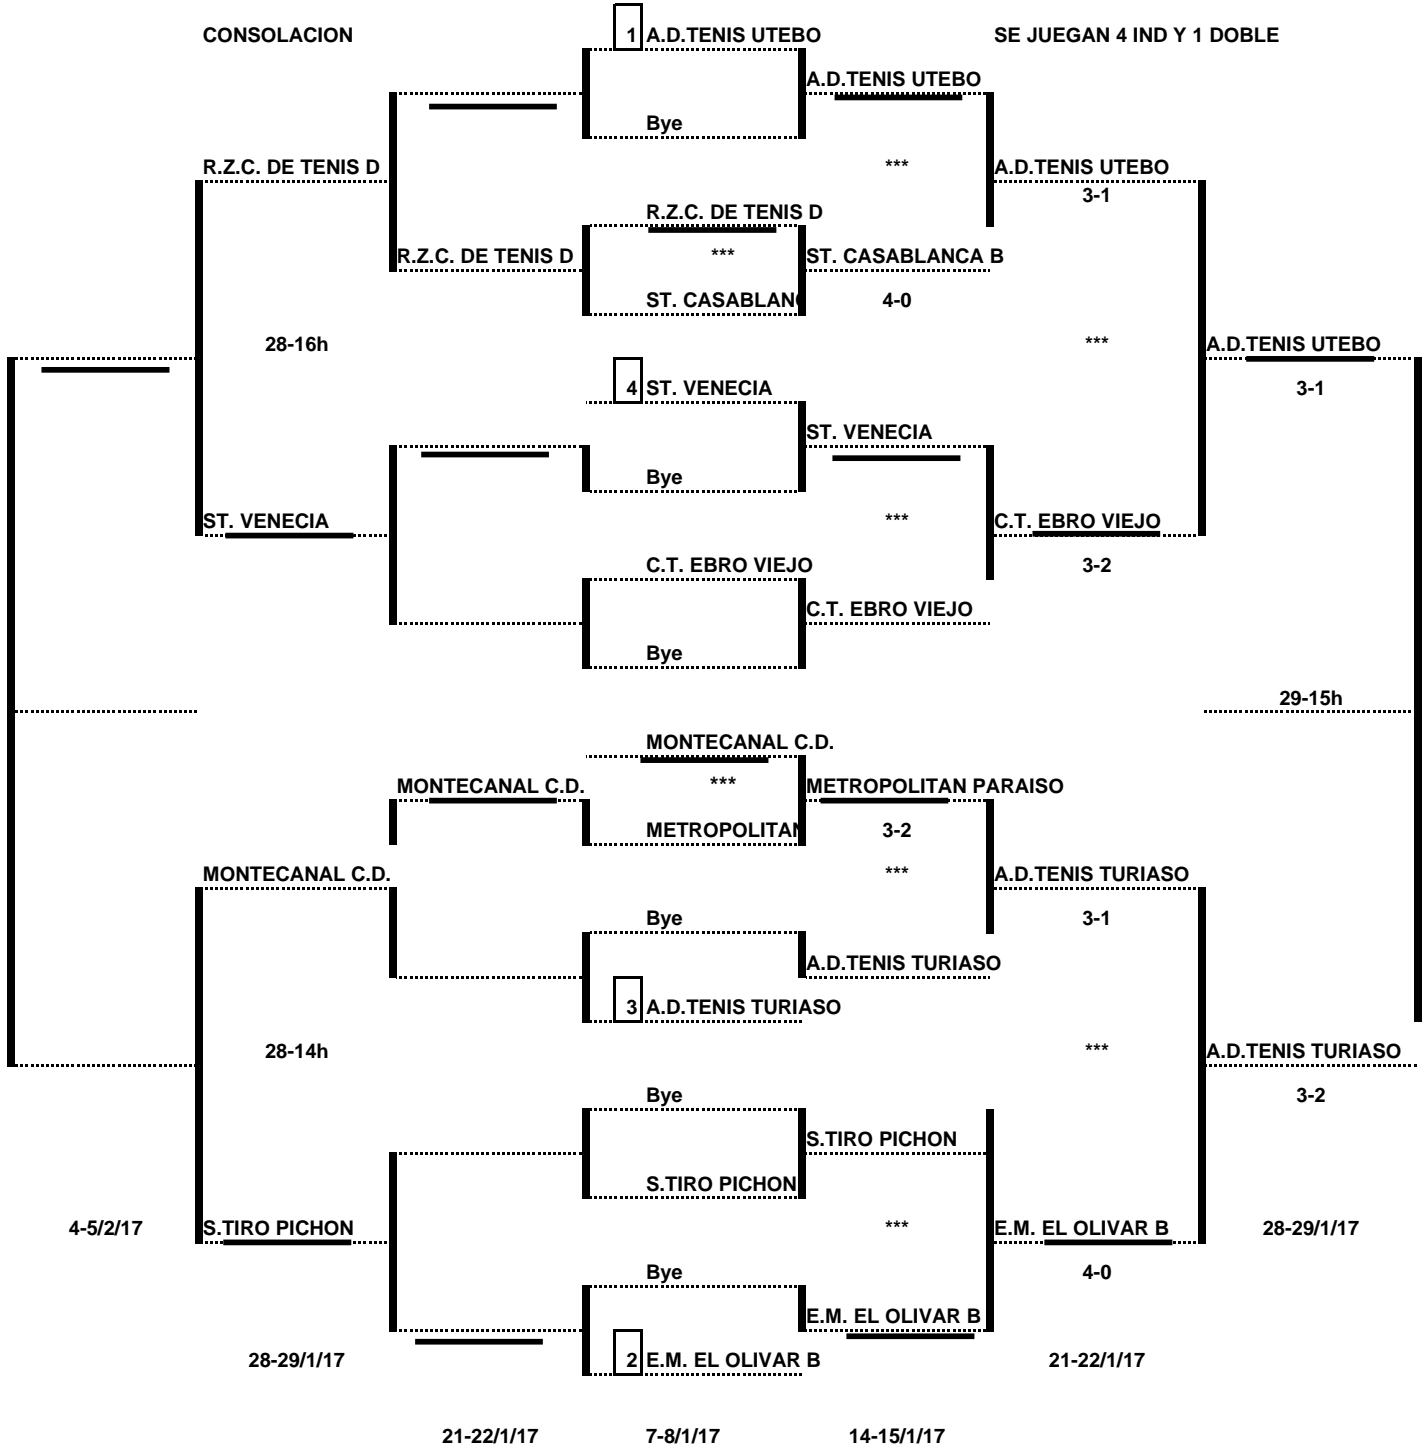 CONSOLACION 1 A.D.TENIS UTEBO SE JUEGAN 4 IND Y 1 DOBLE
A.D.TENIS UTEBO
Bye
R.Z.C. DE TENIS D *** A.D.TENIS UTEBO
3-1
R.Z.C. DE TENIS D
R.Z.C. DE TENIS D *** ST. CASABLANCA B
ST. CASABLANC 4-0
28-16h *** A.D.TENIS UTEBO
4 ST. VENECIA 3-1
ST. VENECIA
Bye
ST. VENECIA *** C.T. EBRO VIEJO
C.T. EBRO VIEJO 3-2
C.T. EBRO VIEJO
Bye
29-15h
MONTECANAL C.D.
MONTECANAL C.D. *** METROPOLITAN PARAISO
METROPOLITAN 3-2
MONTECANAL C.D. *** A.D.TENIS TURIASO
Bye 3-1
A.D.TENIS TURIASO
3 A.D.TENIS TURIASO
28-14h *** A.D.TENIS TURIASO
Bye 3-2
S.TIRO PICHON
S.TIRO PICHON
4-5/2/17 S.TIRO PICHON *** E.M. EL OLIVAR B 28-29/1/17
Bye 4-0
E.M. EL OLIVAR B
28-29/1/17 2 E.M. EL OLIVAR B 21-22/1/17
21-22/1/17 7-8/1/17 14-15/1/17